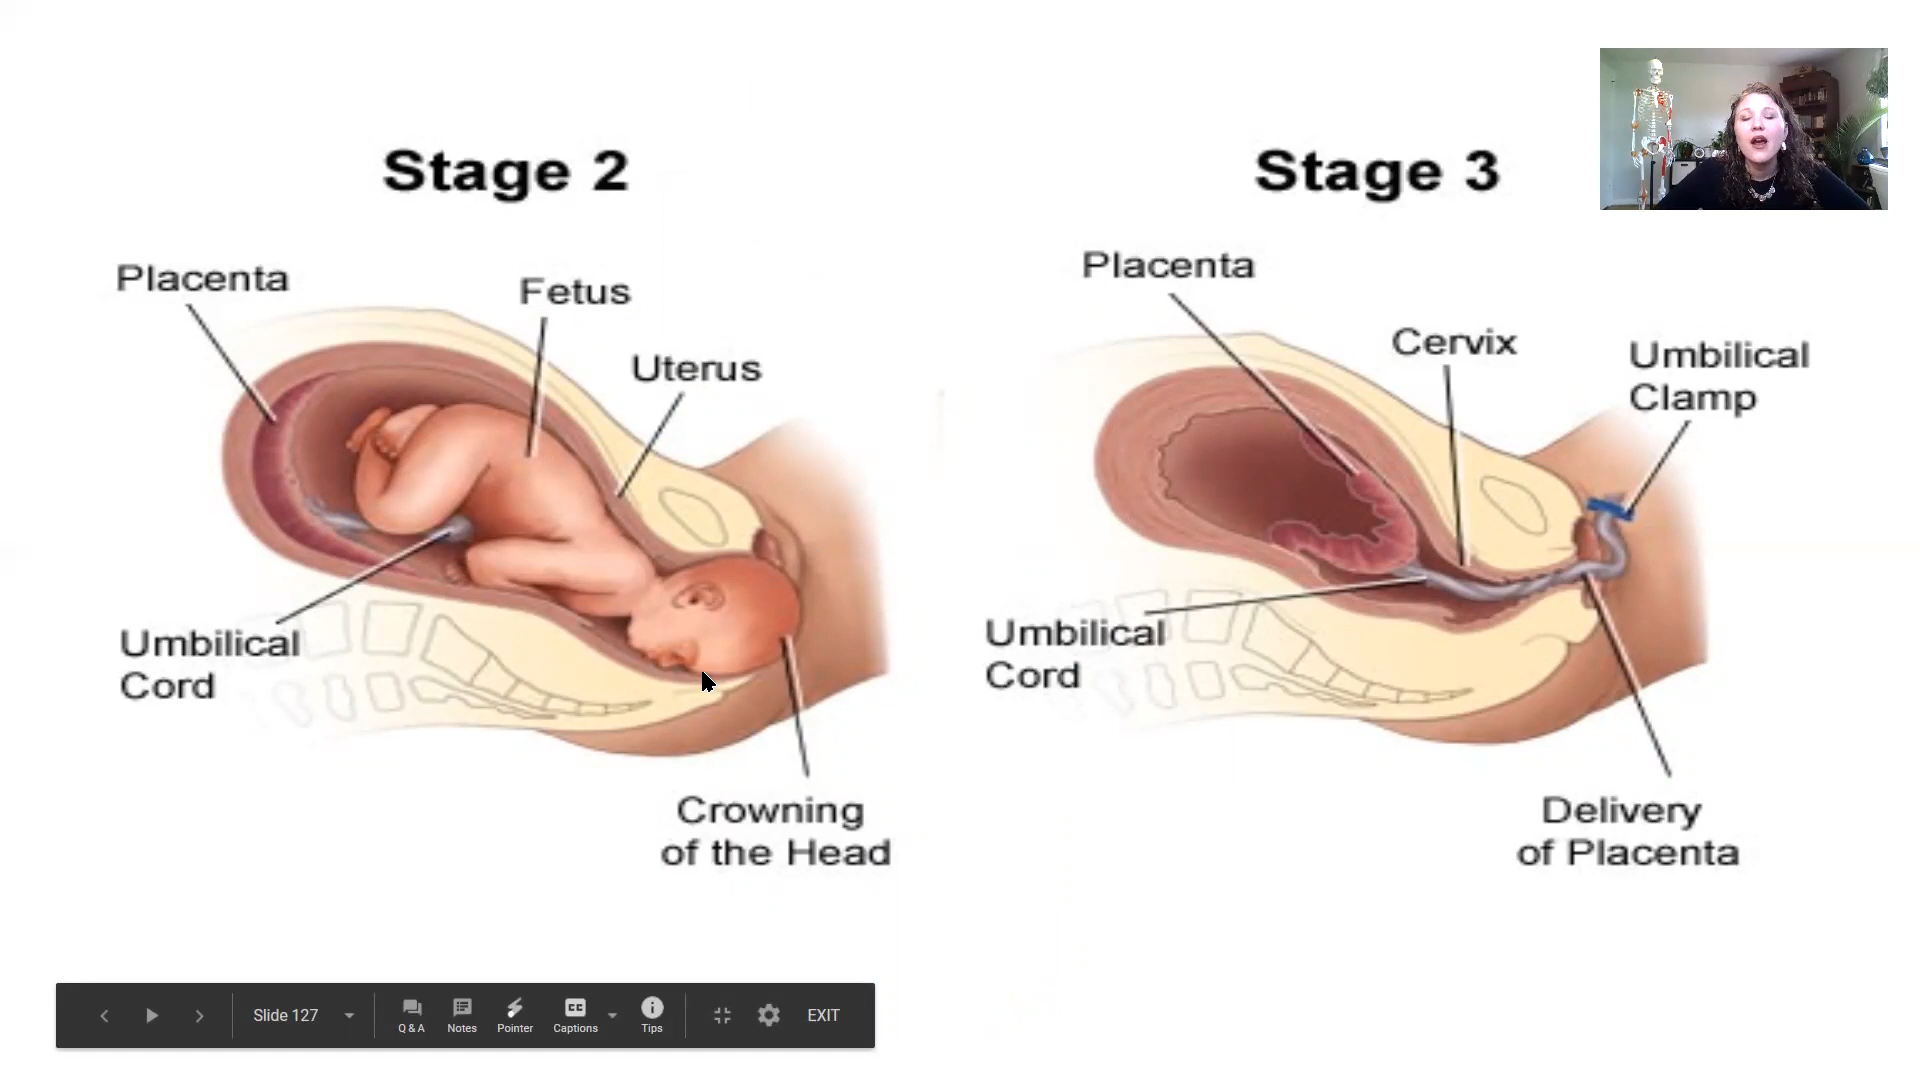 Stage 2
Placenta
Fetus
Uterus
Umbilical
Cord
Crowning
of the Head
Stage 3
Placenta
Cervix
Umbilical
Clamp
Umbilical
Cord
Delivery
of Placenta
Slide 127
Q & A
Notes
Pointer
CC
Captions
Tips
EXIT